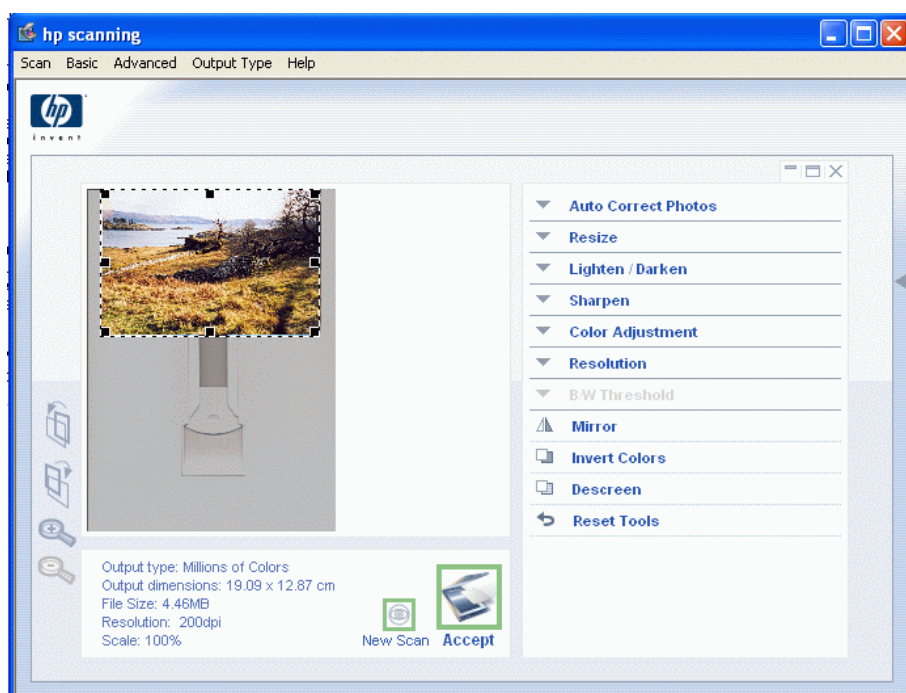 hp scanning
Scan Basic Advanced Output Type Help
hp
invent
Auto Correct Photos
Resize
Lighten / Darken
Sharpen
Color Adjustment
Resolution
B/W Threshold
Mirror
Invert Colors
Descreen
Reset Tools
Output type: Millions of Colors
Output dimensions: 19.09 x 12.87 cm
File Size: 4.46MB
Resolution: 200dpi
Scale: 100%
New Scan Accept